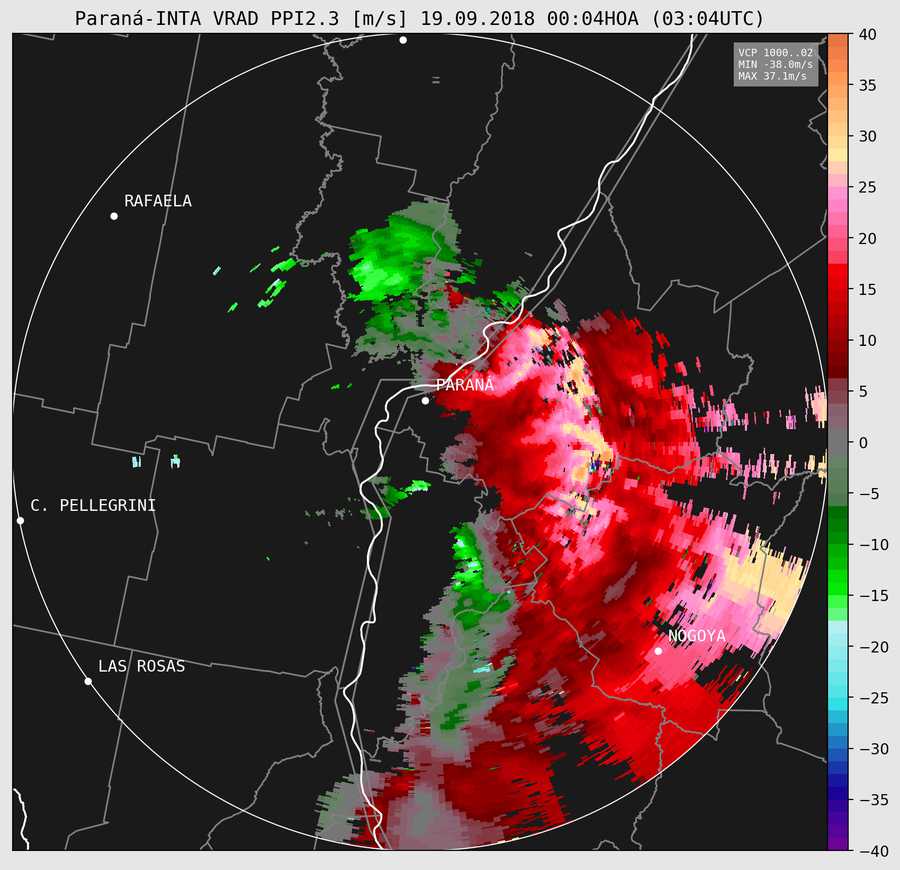 Paraná-INTA VRAD PPI2.3 [m/s] 19.09.2018 00:04HOA (03:04UTC)
VCP 1000..02
MIN -38.0m/s
MAX 37.1m/s
RAFAELA
PARANÁ
C. PELLEGRINI
NOGOYA
LAS ROSAS
40
35
30
25
20
15
10
5
0
−5
−10
−15
−20
−25
−30
−35
−40